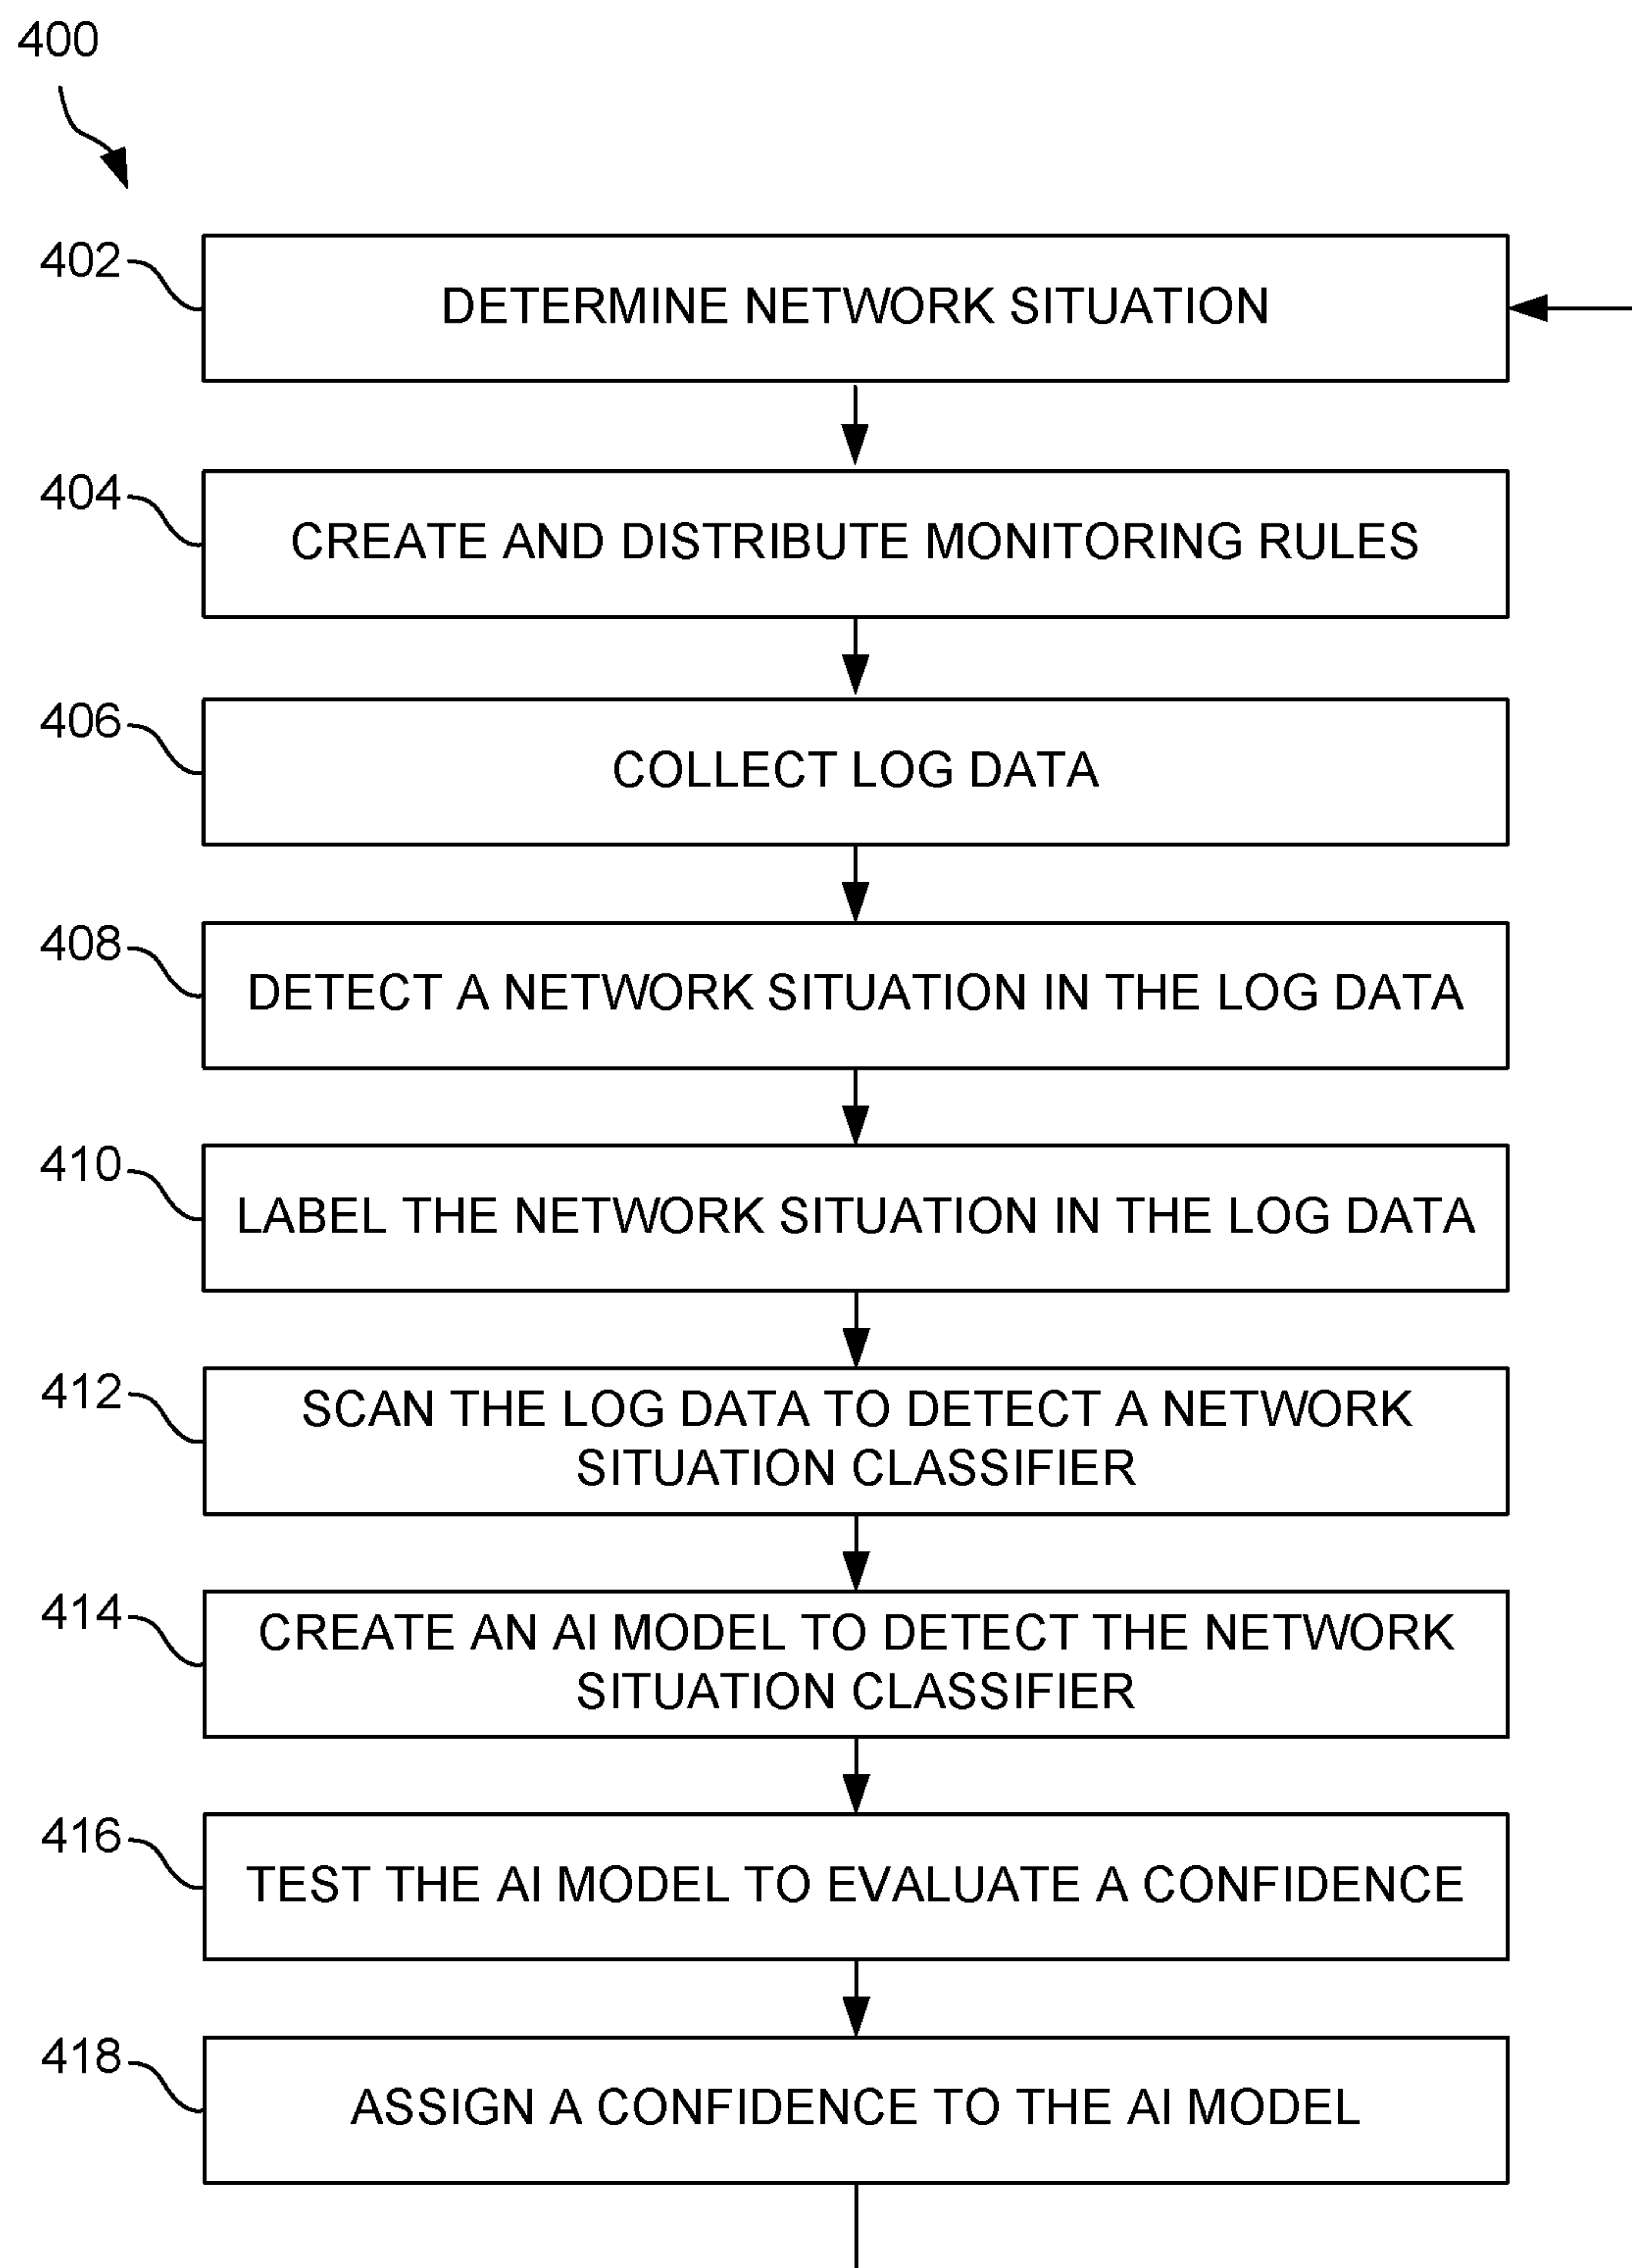 400
402
DETERMINE NETWORK SITUATION
404
CREATE AND DISTRIBUTE MONITORING RULES
406
COLLECT LOG DATA
408
DETECT A NETWORK SITUATION IN THE LOG DATA
410
LABEL THE NETWORK SITUATION IN THE LOG DATA
412
SCAN THE LOG DATA TO DETECT A NETWORK
SITUATION CLASSIFIER
414
CREATE AN AI MODEL TO DETECT THE NETWORK
SITUATION CLASSIFIER
416
TEST THE AI MODEL TO EVALUATE A CONFIDENCE
418
ASSIGN A CONFIDENCE TO THE AI MODEL